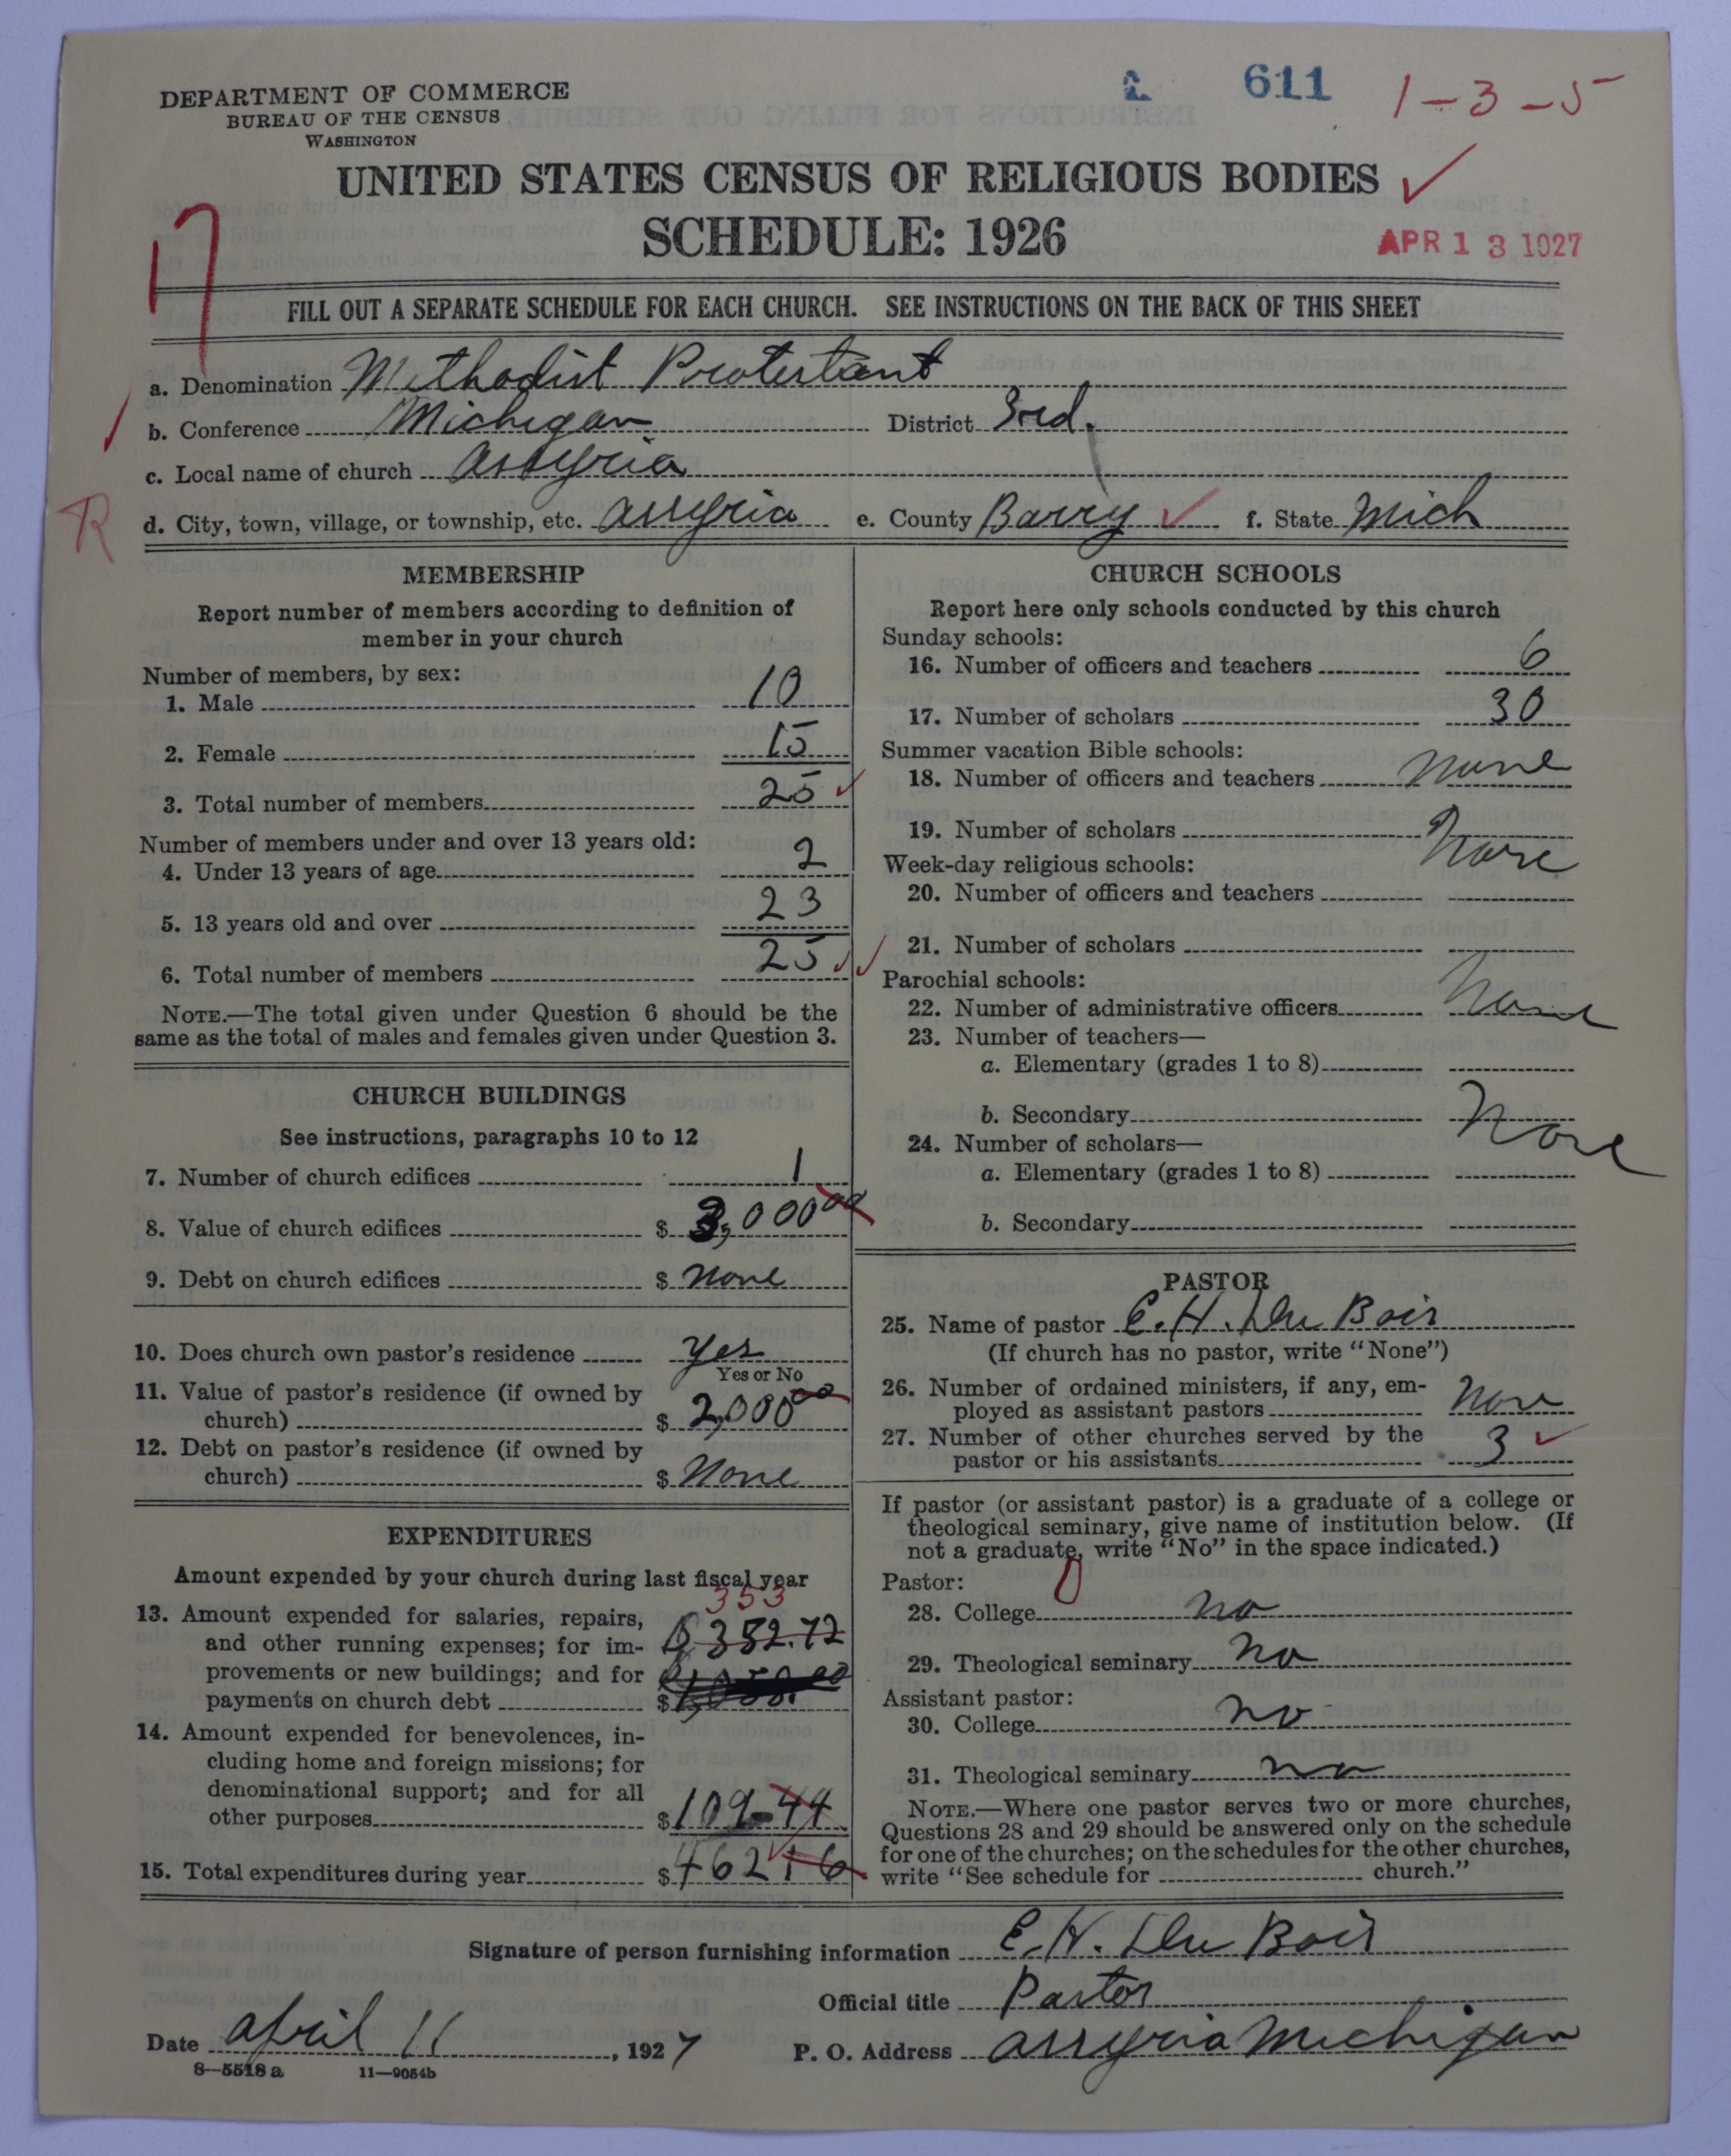 DEPARTMENT OF COMMERCE
BUREAU OF THE CENSUS
WASHINGTON
611
1-3-5
UNITED STATES CENSUS OF RELIGIOUS BODIES
SCHEDULE: 1926
APR 13 1927
FILL OUT A SEPARATE SCHEDULE FOR EACH CHURCH. SEE INSTRUCTIONS ON THE BACK OF THIS SHEET
a. Denomination Methodist Protestant
b. Conference Michigan District 3rd.
c. Local name of church Assyria
R
d. City, town, village, or township, etc. Assyria e. County Barry f. State Mich
MEMBERSHIP
Report number of members according to definition of
member in your church
Number of members, by sex:
1. Male 10
2. Female 15
3. Total number of members 25
Number of members under and over 13 years old:
4. Under 13 years of age 2
5. 13 years old and over 23
6. Total number of members 25
NOTE.—The total given under Question 6 should be the
same as the total of males and females given under Question 3.
CHURCH BUILDINGS
See instructions, paragraphs 10 to 12
7. Number of church edifices 1
8. Value of church edifices $ 3,000 00
9. Debt on church edifices $ None
10. Does church own pastor's residence Yes
Yes or No
11. Value of pastor's residence (if owned by
church) $ 2,000 00
12. Debt on pastor's residence (if owned by
church) $ None
EXPENDITURES
Amount expended by your church during last fiscal year
353
13. Amount expended for salaries, repairs,
and other running expenses; for im- $ 352.72
provements or new buildings; and for
payments on church debt $
14. Amount expended for benevolences, in-
cluding home and foreign missions; for
denominational support; and for all
other purposes $ 109-44
15. Total expenditures during year $ 462 16
CHURCH SCHOOLS
Report here only schools conducted by this church
Sunday schools:
16. Number of officers and teachers 6
17. Number of scholars 30
Summer vacation Bible schools:
18. Number of officers and teachers None
19. Number of scholars None
Week-day religious schools:
20. Number of officers and teachers
21. Number of scholars
Parochial schools:
22. Number of administrative officers None
23. Number of teachers—
a. Elementary (grades 1 to 8)
b. Secondary None
24. Number of scholars—
a. Elementary (grades 1 to 8)
b. Secondary
PASTOR
25. Name of pastor E. H. Du Bois
(If church has no pastor, write "None")
26. Number of ordained ministers, if any, em-
ployed as assistant pastors None
27. Number of other churches served by the
pastor or his assistants 3
If pastor (or assistant pastor) is a graduate of a college or
theological seminary, give name of institution below. (If
not a graduate, write "No" in the space indicated.)
Pastor: 0
28. College no
29. Theological seminary no
Assistant pastor:
30. College no
31. Theological seminary no
NOTE.—Where one pastor serves two or more churches,
Questions 28 and 29 should be answered only on the schedule
for one of the churches; on the schedules for the other churches,
write "See schedule for church."
Signature of person furnishing information E. H. Du Bois
Official title Pastor
Date April 11, 1927 P. O. Address Assyria Michigan
8—5518 a 11—9054b